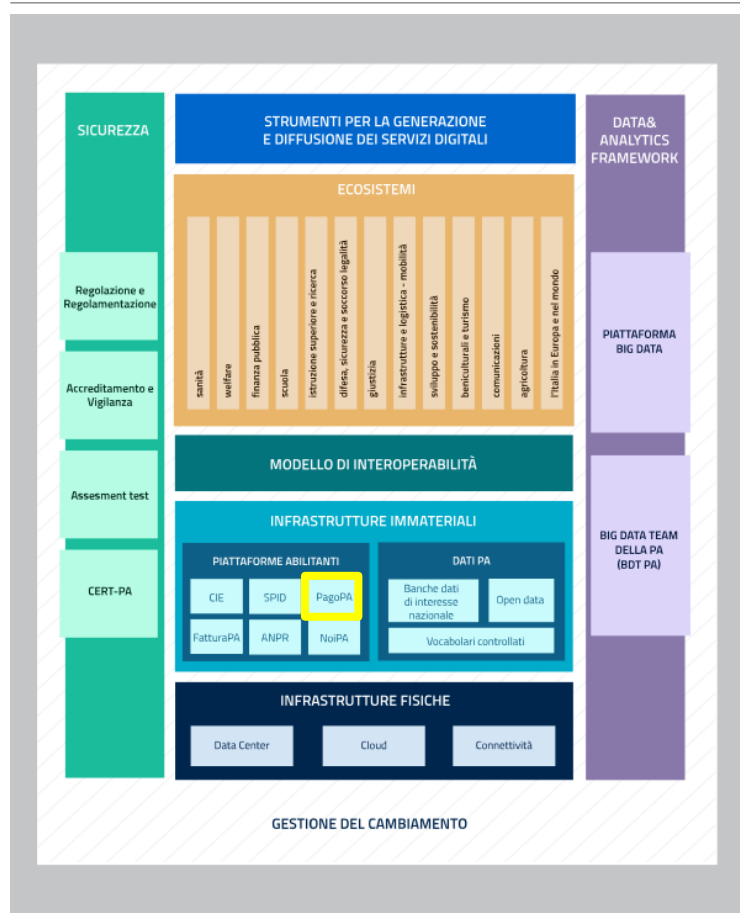 SICUREZZA
Regolazione e
Regolamentazione
Accreditamento e
Vigilanza
Assesment test
CERT-PA
STRUMENTI PER LA GENERAZIONE
E DIFFUSIONE DEI SERVIZI DIGITALI
ECOSISTEMI
sanità
welfare
finanza pubblica
scuola
istruzione superiore e ricerca
difesa, sicurezza e soccorso legalità
giustizia
infrastrutture e logistica - mobilità
sviluppo e sostenibilità
beniculturali e turismo
comunicazioni
agricoltura
l'Italia in Europa e nel mondo
MODELLO DI INTEROPERABILITÀ
INFRASTRUTTURE IMMATERIALI
PIATTAFORME ABILITANTI
CIE
SPID
PagoPA
FatturaPA
ANPR
NoiPA
DATI PA
Banche dati
di interesse
nazionale
Open data
Vocabolari controllati
INFRASTRUTTURE FISICHE
Data Center
Cloud
Connettività
DATA&
ANALYTICS
FRAMEWORK
PIATTAFORMA
BIG DATA
BIG DATA TEAM
DELLA PA
(BDT PA)
GESTIONE DEL CAMBIAMENTO